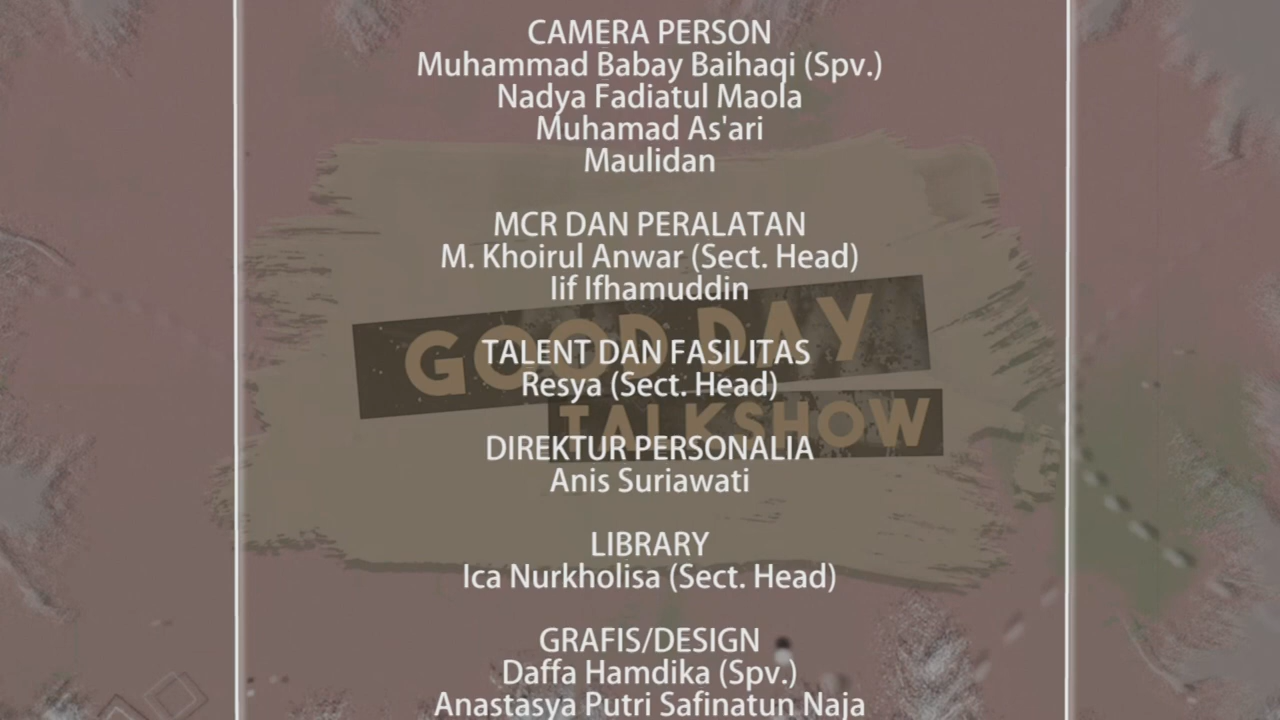 CAMERA PERSON
Muhammad Babay Baihaqi (Spv.)
Nadya Fadiatul Maola
Muhamad As'ari
Maulidan
MCR DAN PERALATAN
M. Khoirul Anwar (Sect. Head)
Iif Ifhamuddin
GOOD DAY
TALENT DAN FASILITAS
Resya (Sect. Head)
TALKSHOW
DIREKTUR PERSONALIA
Anis Suriawati
LIBRARY
Ica Nurkholisa (Sect. Head)
GRAFIS/DESIGN
Daffa Hamdika (Spv.)
Anastasya Putri Safinatun Naja